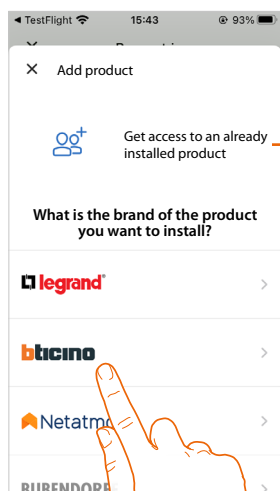 TestFlight 15:43 93%
Add product
Get access to an already
installed product
What is the brand of the product
you want to install?
legrand®
bticino